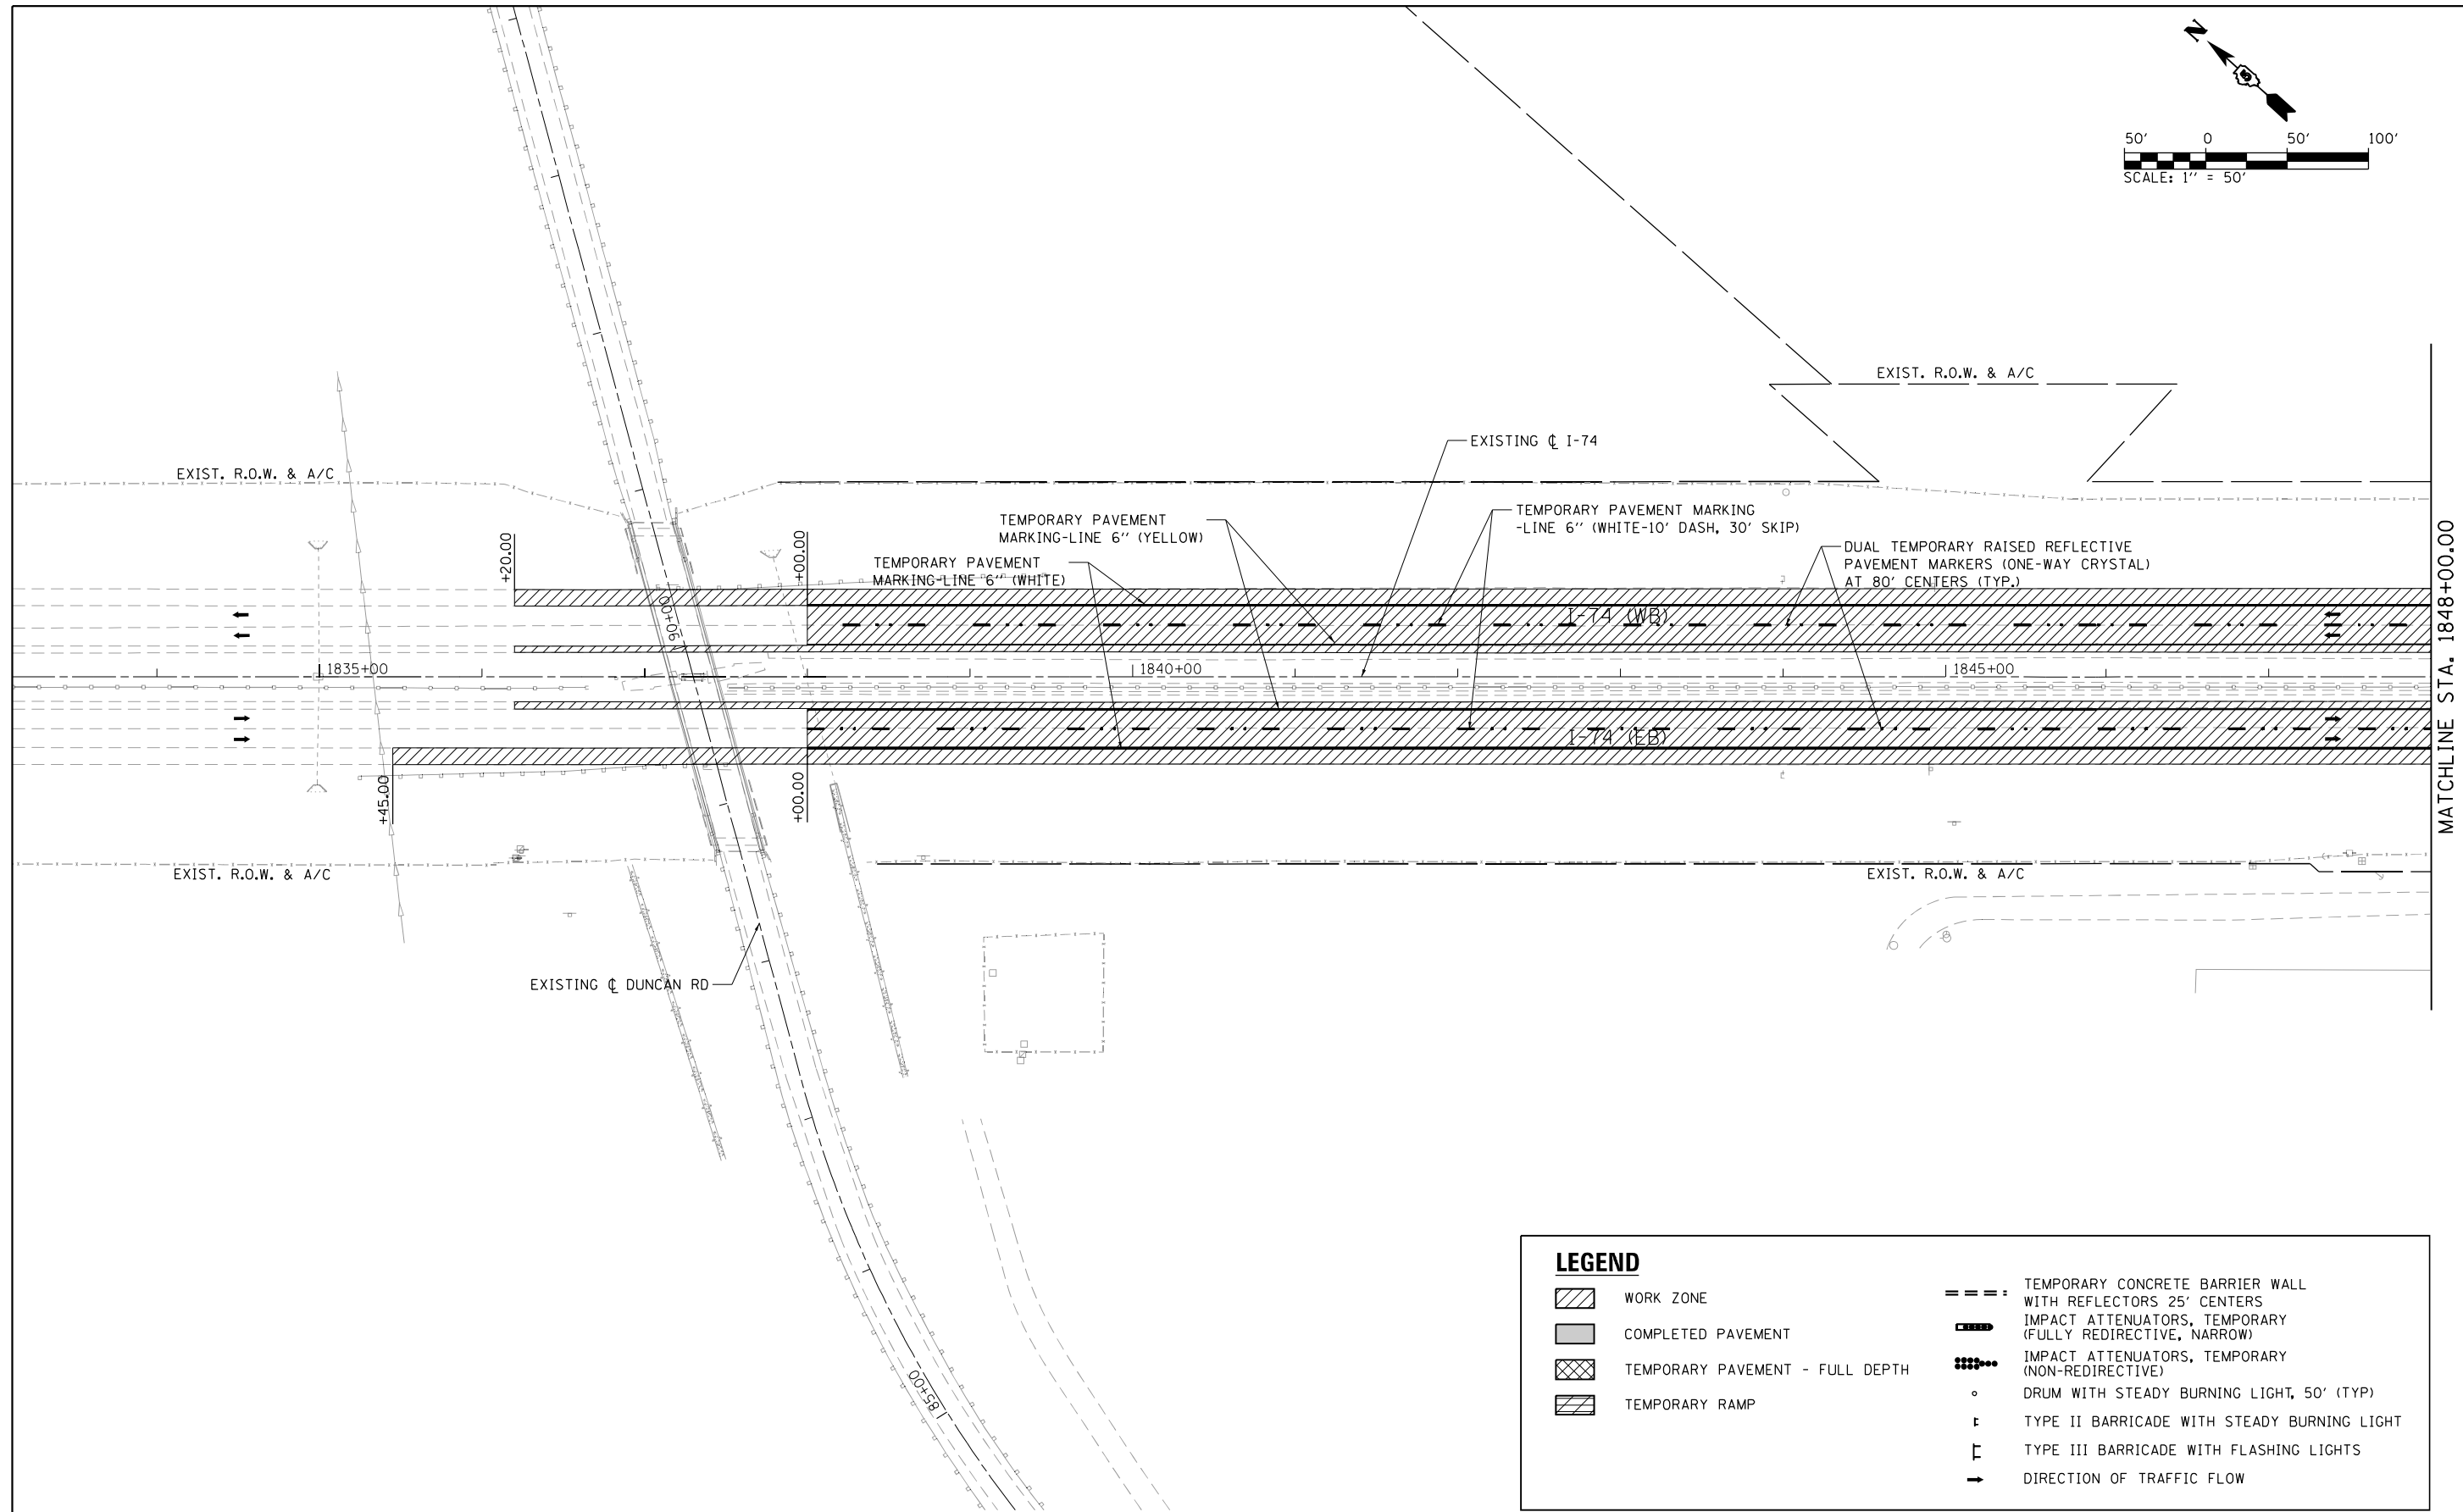 N
5
50' 0 50' 100'
SCALE: 1" = 50'
EXIST. R.O.W. & A/C
EXISTING ℄ I-74
EXIST. R.O.W. & A/C
TEMPORARY PAVEMENT
MARKING-LINE 6" (YELLOW)
TEMPORARY PAVEMENT MARKING
-LINE 6" (WHITE-10' DASH, 30' SKIP)
DUAL TEMPORARY RAISED REFLECTIVE
PAVEMENT MARKERS (ONE-WAY CRYSTAL)
AT 80' CENTERS (TYP.)
TEMPORARY PAVEMENT
MARKING-LINE 6" (WHITE)
+20.00
+00.00
90+00
I-74 (WB)
1835+00
1840+00
1845+00
MATCHLINE STA. 1848+00.00
I-74 (EB)
+45.00
+00.00
EXIST. R.O.W. & A/C
EXIST. R.O.W. & A/C
EXISTING ℄ DUNCAN RD
85+00
LEGEND
WORK ZONE
COMPLETED PAVEMENT
TEMPORARY PAVEMENT - FULL DEPTH
TEMPORARY RAMP
TEMPORARY CONCRETE BARRIER WALL
WITH REFLECTORS 25' CENTERS
IMPACT ATTENUATORS, TEMPORARY
(FULLY REDIRECTIVE, NARROW)
IMPACT ATTENUATORS, TEMPORARY
(NON-REDIRECTIVE)
DRUM WITH STEADY BURNING LIGHT, 50' (TYP)
TYPE II BARRICADE WITH STEADY BURNING LIGHT
TYPE III BARRICADE WITH FLASHING LIGHTS
DIRECTION OF TRAFFIC FLOW